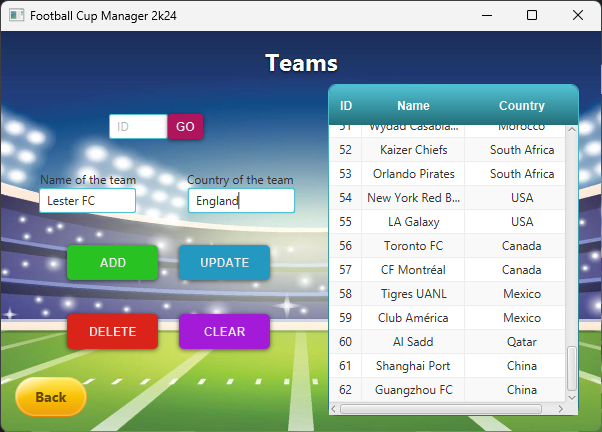 Football Cup Manager 2k24
Teams
ID GO
Name of the team Country of the team
Lester FC England
ADD UPDATE
DELETE CLEAR
Back
ID Name Country
51 Wydad Casabla... Morocco
52 Kaizer Chiefs South Africa
53 Orlando Pirates South Africa
54 New York Red B... USA
55 LA Galaxy USA
56 Toronto FC Canada
57 CF Montréal Canada
58 Tigres UANL Mexico
59 Club América Mexico
60 Al Sadd Qatar
61 Shanghai Port China
62 Guangzhou FC China